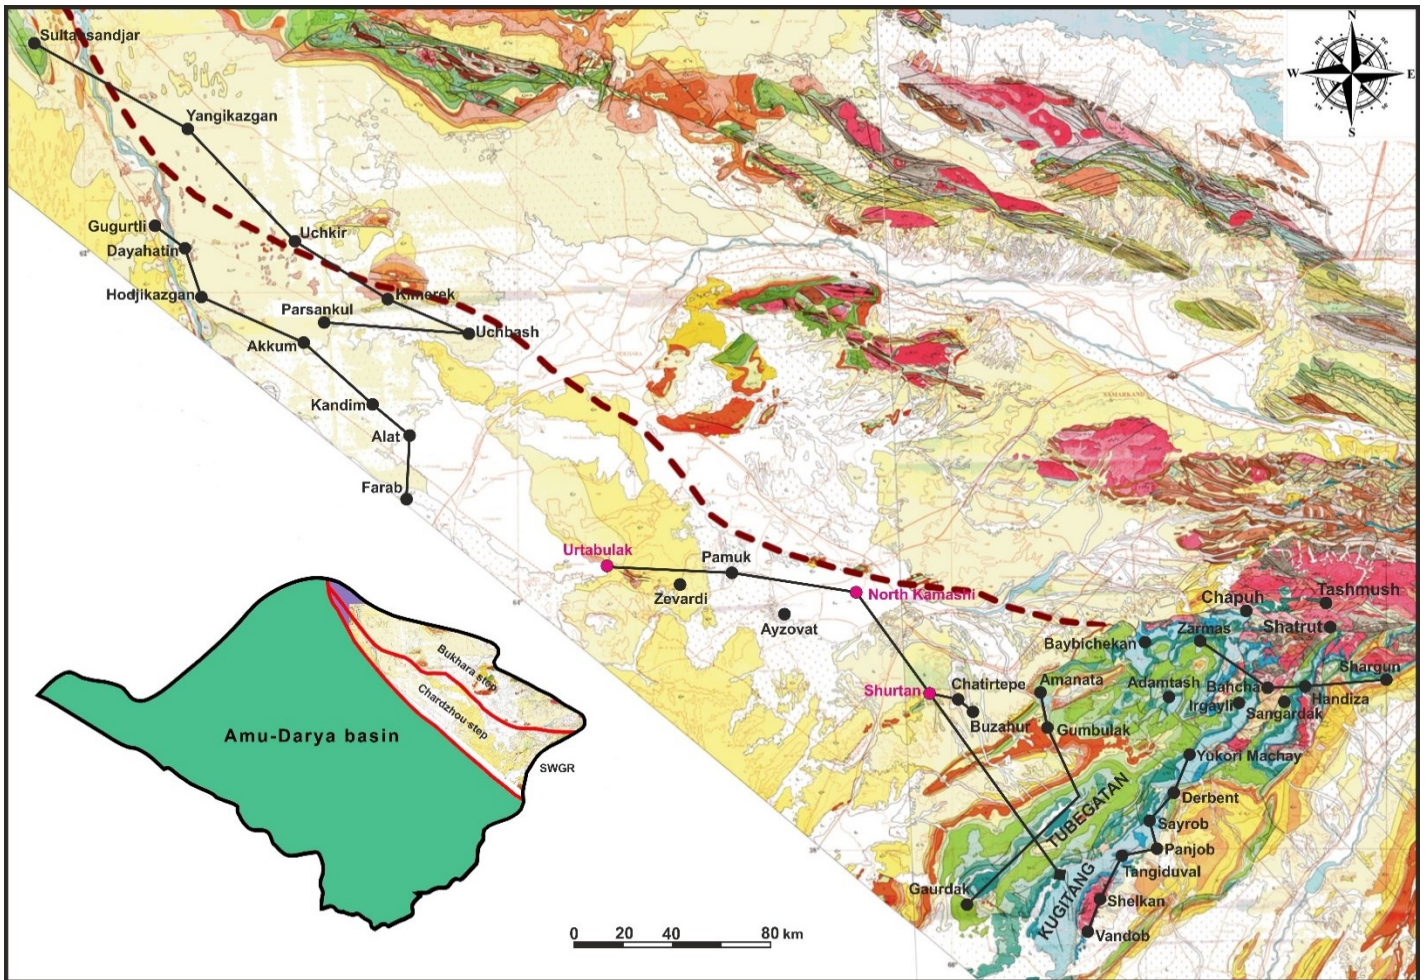 N
W
E
S
Sultansandjar
Yangikazgan
Gugurtli
Uchkir
Dayahatin
Hodjikazgan
Kimerek
Parsankul
Uchbash
Akkum
Kandim
Alat
Farab
SAMARKAND
Urtabulak
Pamuk
Zevardi
North Kamashi
Ayzovat
Chapuh
Tashmush
Zarmas
Shatrut
Baybichekan
Shargun
Shurtan
Chatirtepe
Amanata
Adamtash
Bancha
Handiza
Irgayli
Sangardak
Buzahur
Gumbulak
Yukori Machay
Derbent
TUBEGATAN
Sayrob
Panjob
Tangiduval
Gaurdak
KUGITANG
Shelkan
Vandob
Bukhara step
Chardzhou step
Amu-Darya basin
SWGR
0 20 40 80 km